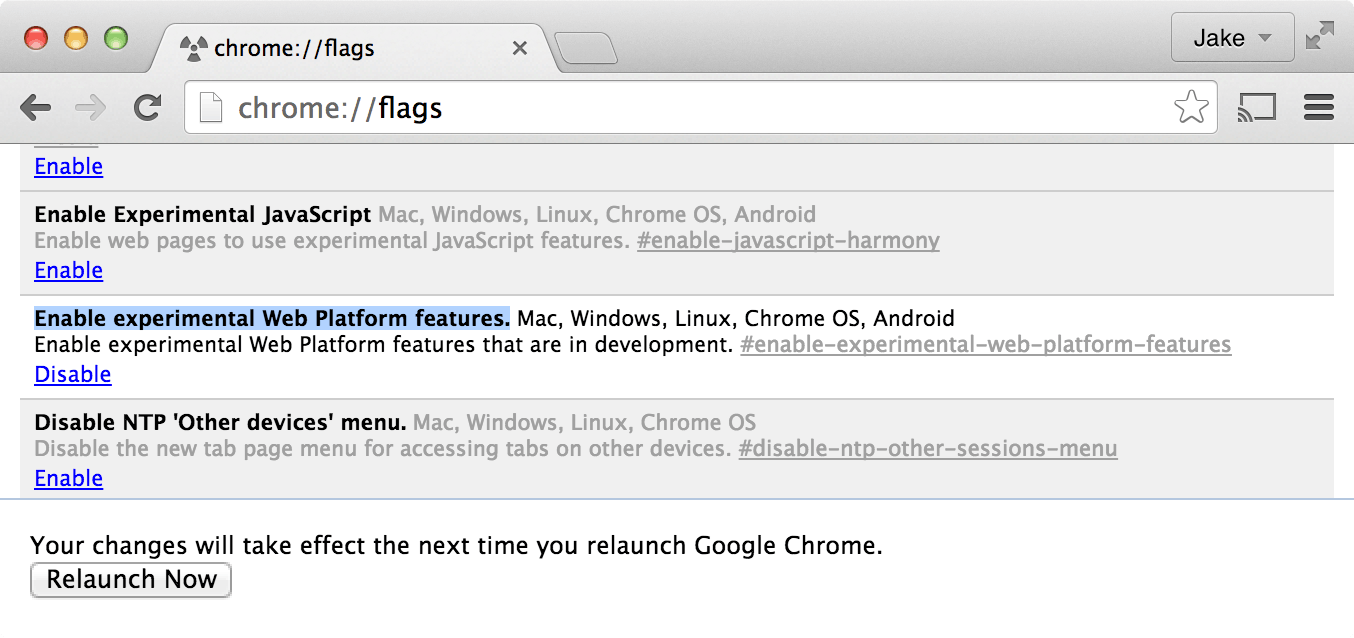 chrome://flags
Jake
chrome://flags
Enable
Enable Experimental JavaScript Mac, Windows, Linux, Chrome OS, Android
Enable web pages to use experimental JavaScript features. #enable-javascript-harmony
Enable
Enable experimental Web Platform features. Mac, Windows, Linux, Chrome OS, Android
Enable experimental Web Platform features that are in development. #enable-experimental-web-platform-features
Disable
Disable NTP 'Other devices' menu. Mac, Windows, Linux, Chrome OS
Disable the new tab page menu for accessing tabs on other devices. #disable-ntp-other-sessions-menu
Enable
Your changes will take effect the next time you relaunch Google Chrome.
Relaunch Now